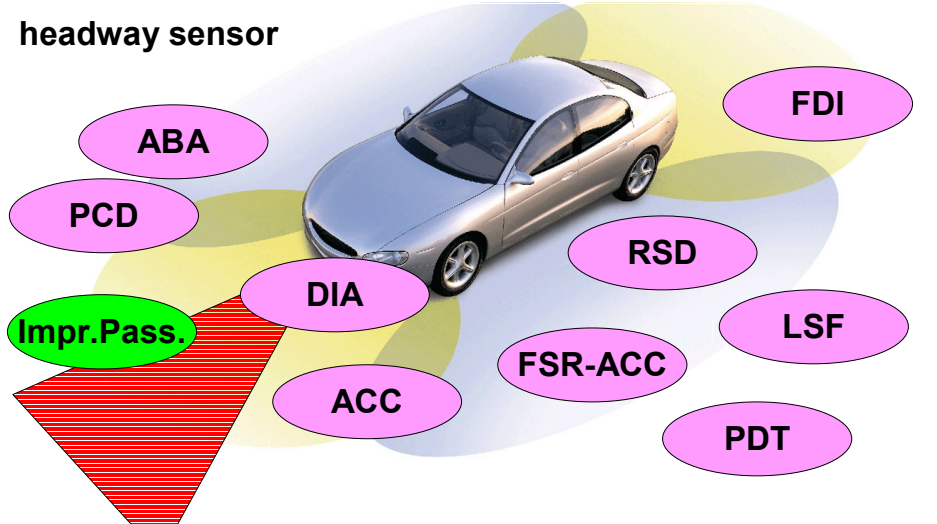 headway sensor
FDI
ABA
PCD
RSD
DIA
Impr.Pass.
LSF
FSR-ACC
ACC
PDT